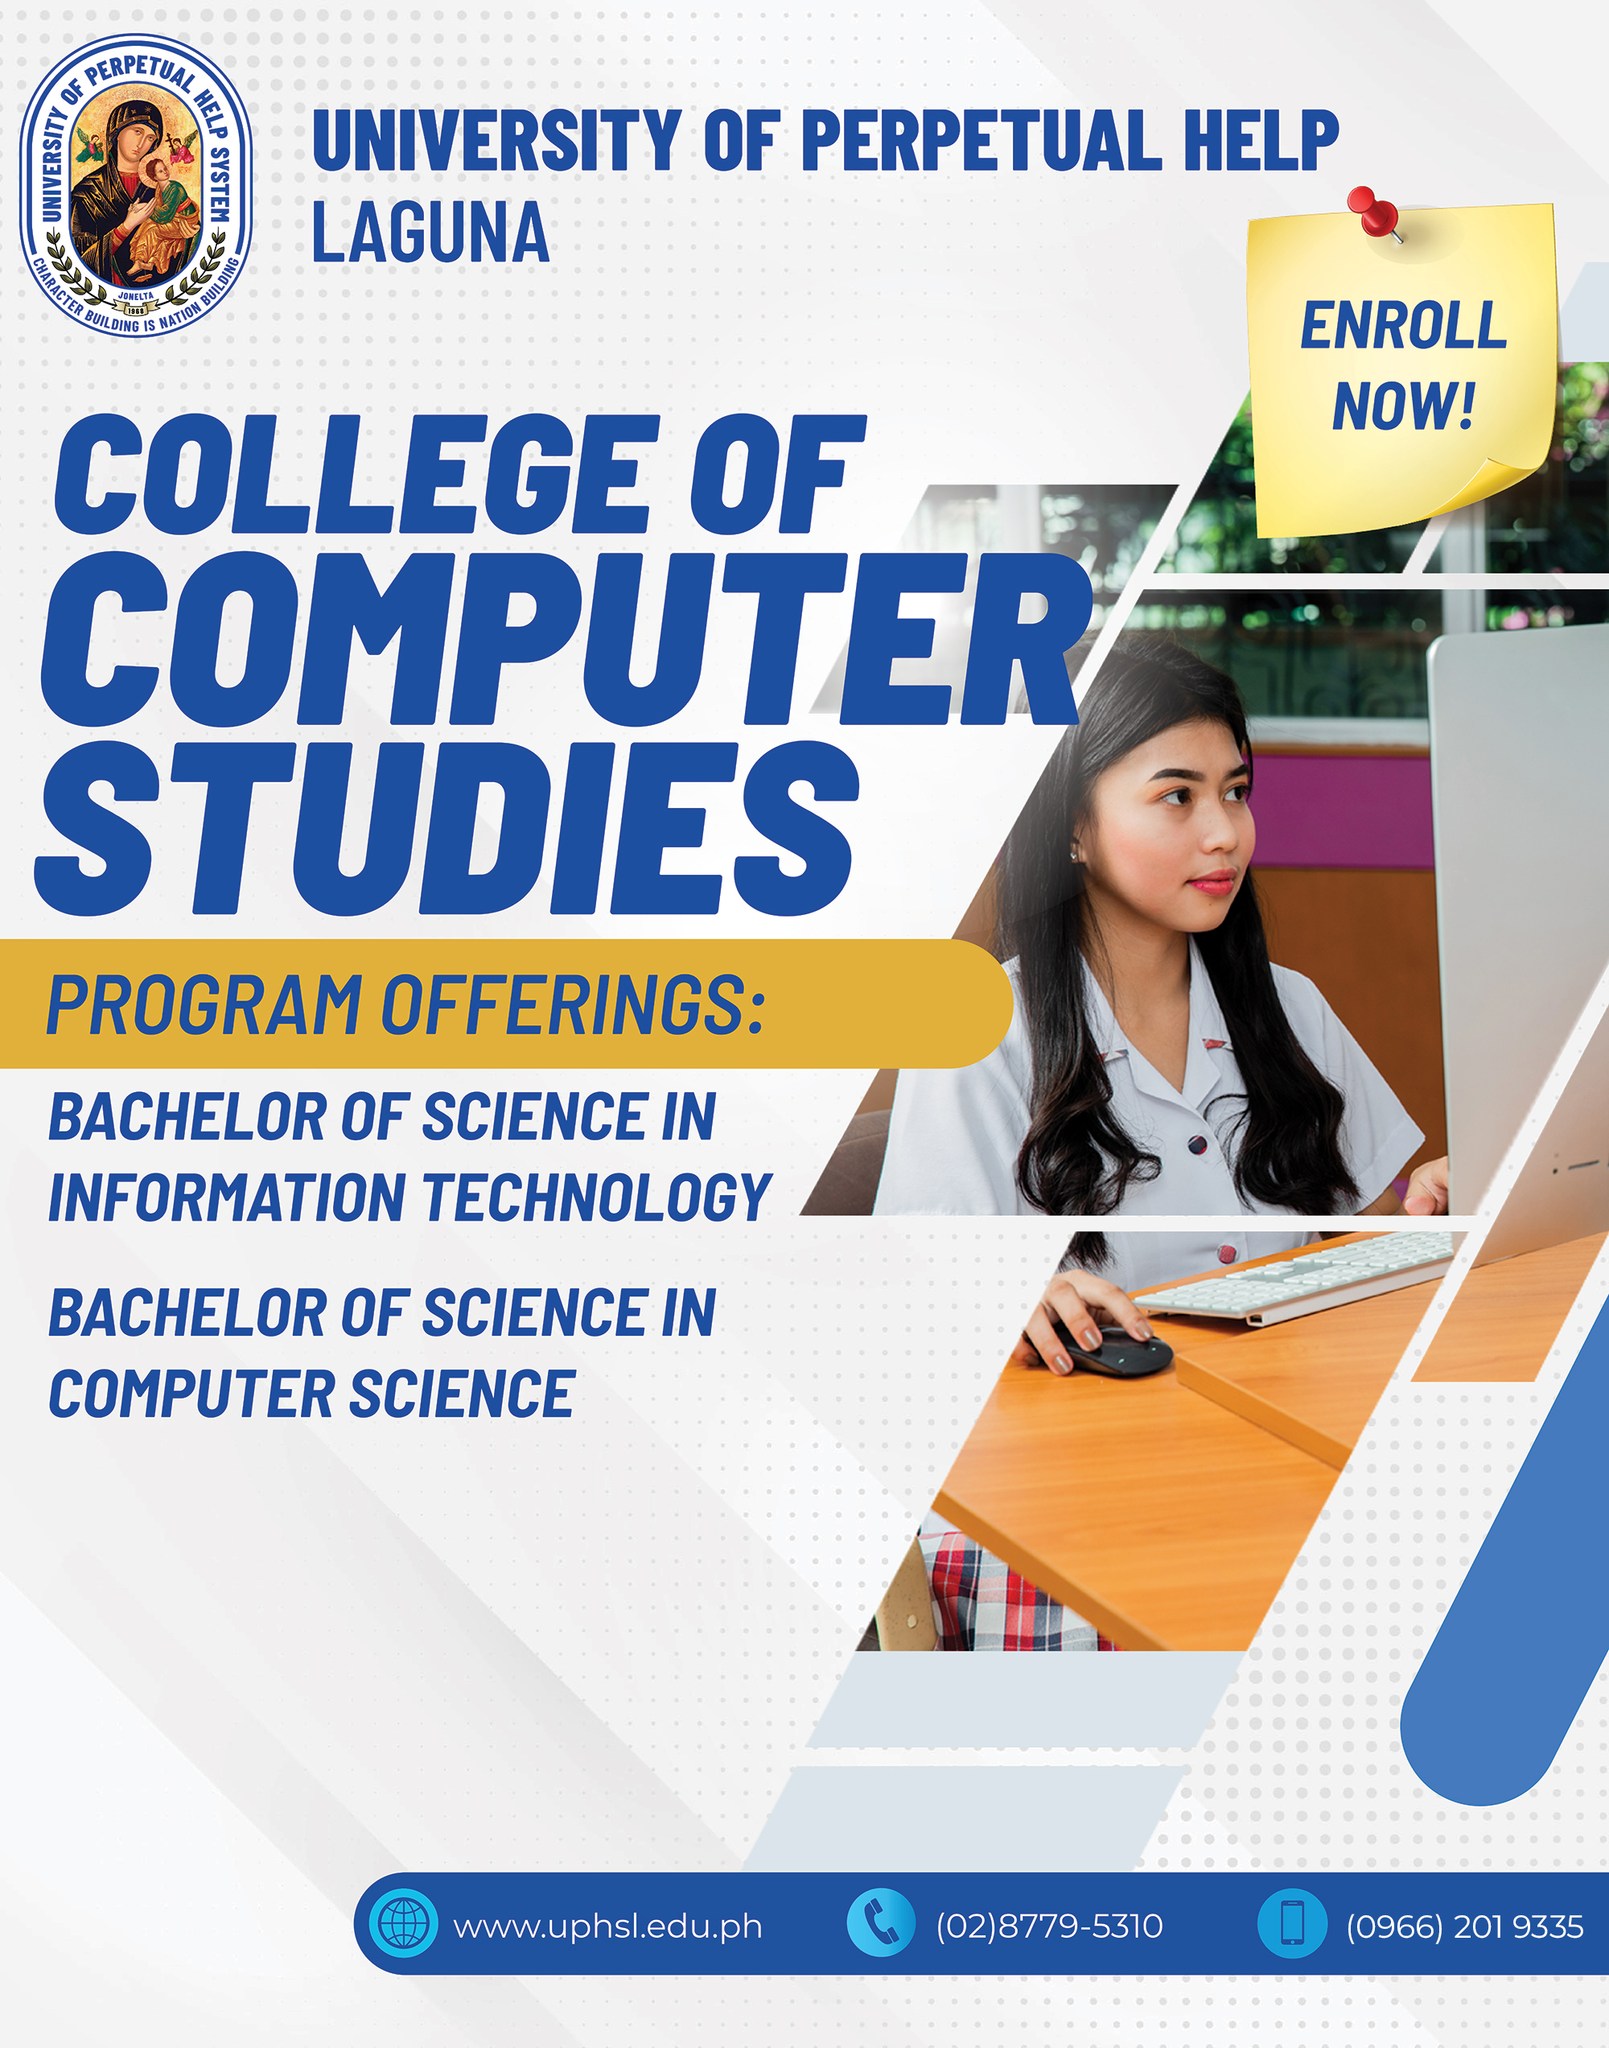 UNIVERSITY OF PERPETUAL HELP SYSTEM
JONELTA
1968
CHARACTER BUILDING IS NATION BUILDING
UNIVERSITY OF PERPETUAL HELP
LAGUNA
ENROLL
NOW!
COLLEGE OF
COMPUTER
STUDIES
PROGRAM OFFERINGS:
BACHELOR OF SCIENCE IN
INFORMATION TECHNOLOGY
BACHELOR OF SCIENCE IN
COMPUTER SCIENCE
www.uphsl.edu.ph
(02)8779-5310
(0966) 201 9335